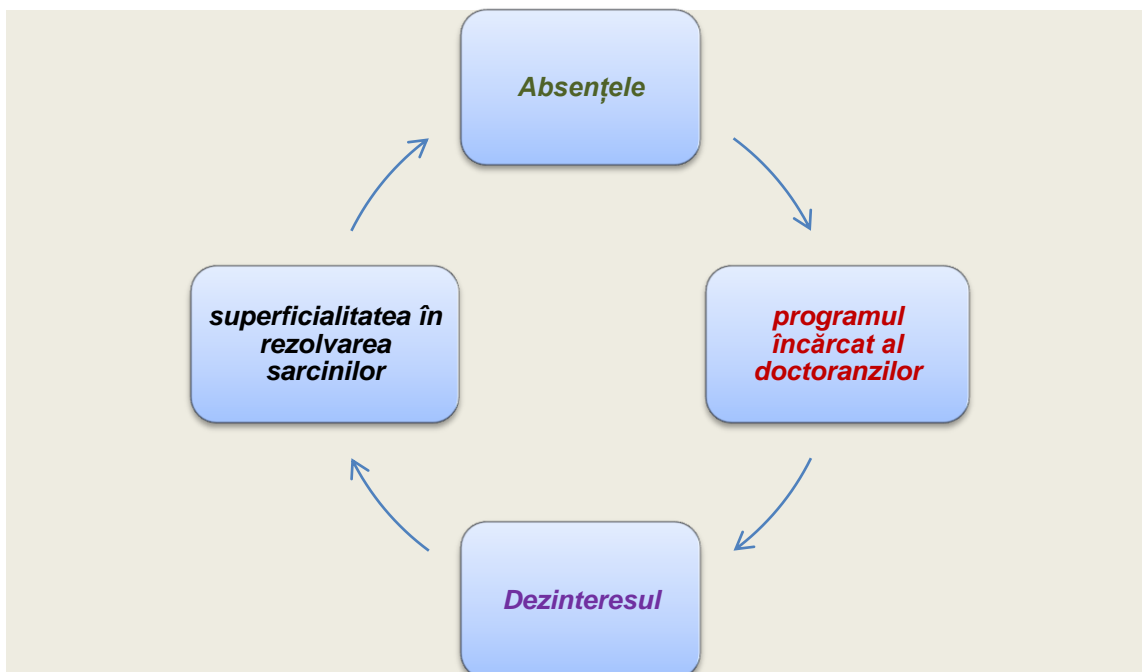 Absențele
superficialitatea în
rezolvarea
sarcinilor
programul
încărcat al
doctoranzilor
Dezinteresul